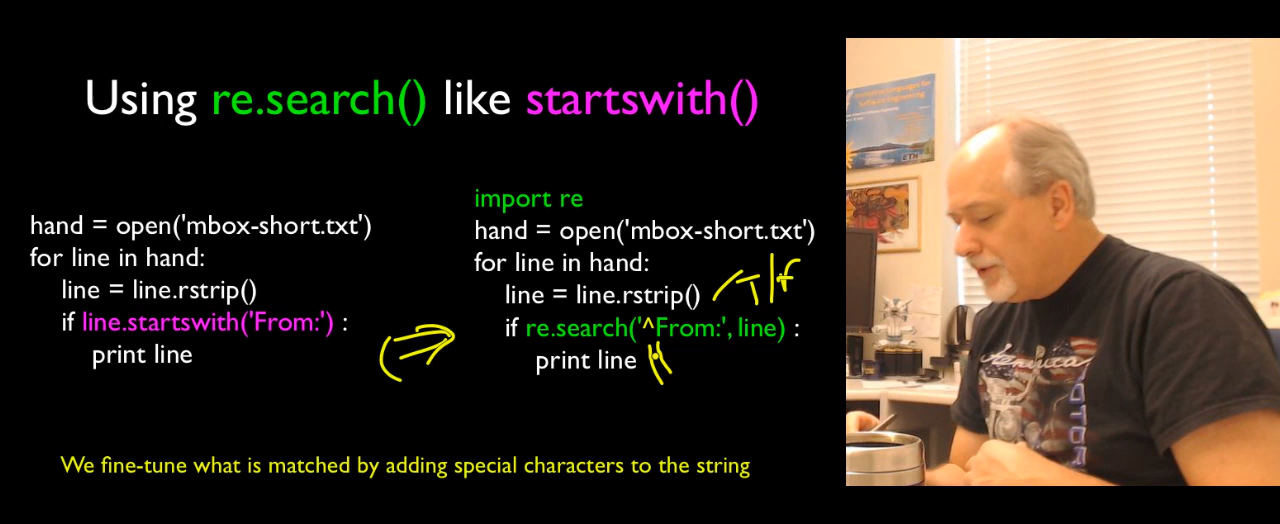 Using re.search() like startswith()
hand = open('mbox-short.txt')
for line in hand:
line = line.rstrip()
if line.startswith('From:') :
print line
import re
hand = open('mbox-short.txt')
for line in hand:
line = line.rstrip()
if re.search('^From:', line) :
print line
T/f
We fine-tune what is matched by adding special characters to the string
Software Engineering
ETH